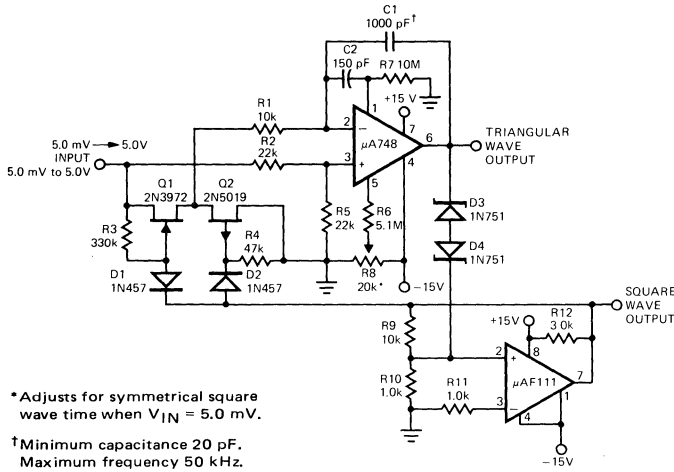 C1
1000 pF†
C2
150 pF
R7 10M
+15 V
R1
10k
1
7
2
−
6
TRIANGULAR
WAVE
OUTPUT
μA748
5.0 mV → 5.0V
INPUT
5.0 mV to 5.0V
R2
22k
3
+
4
5
Q1
2N3972
Q2
2N5019
D3
1N751
R3
330k
R4
47k
R5
22k
R6
5.1M
D4
1N751
D1
1N457
D2
1N457
R8
20k*
−15V
SQUARE
WAVE
OUTPUT
R9
10k
+15V
R12
3.0k
8
2
+
7
μAF111
R10
1.0k
R11
1.0k
3
−
1
4
−15V
*Adjusts for symmetrical square
wave time when VIN = 5.0 mV.
†Minimum capacitance 20 pF.
Maximum frequency 50 kHz.